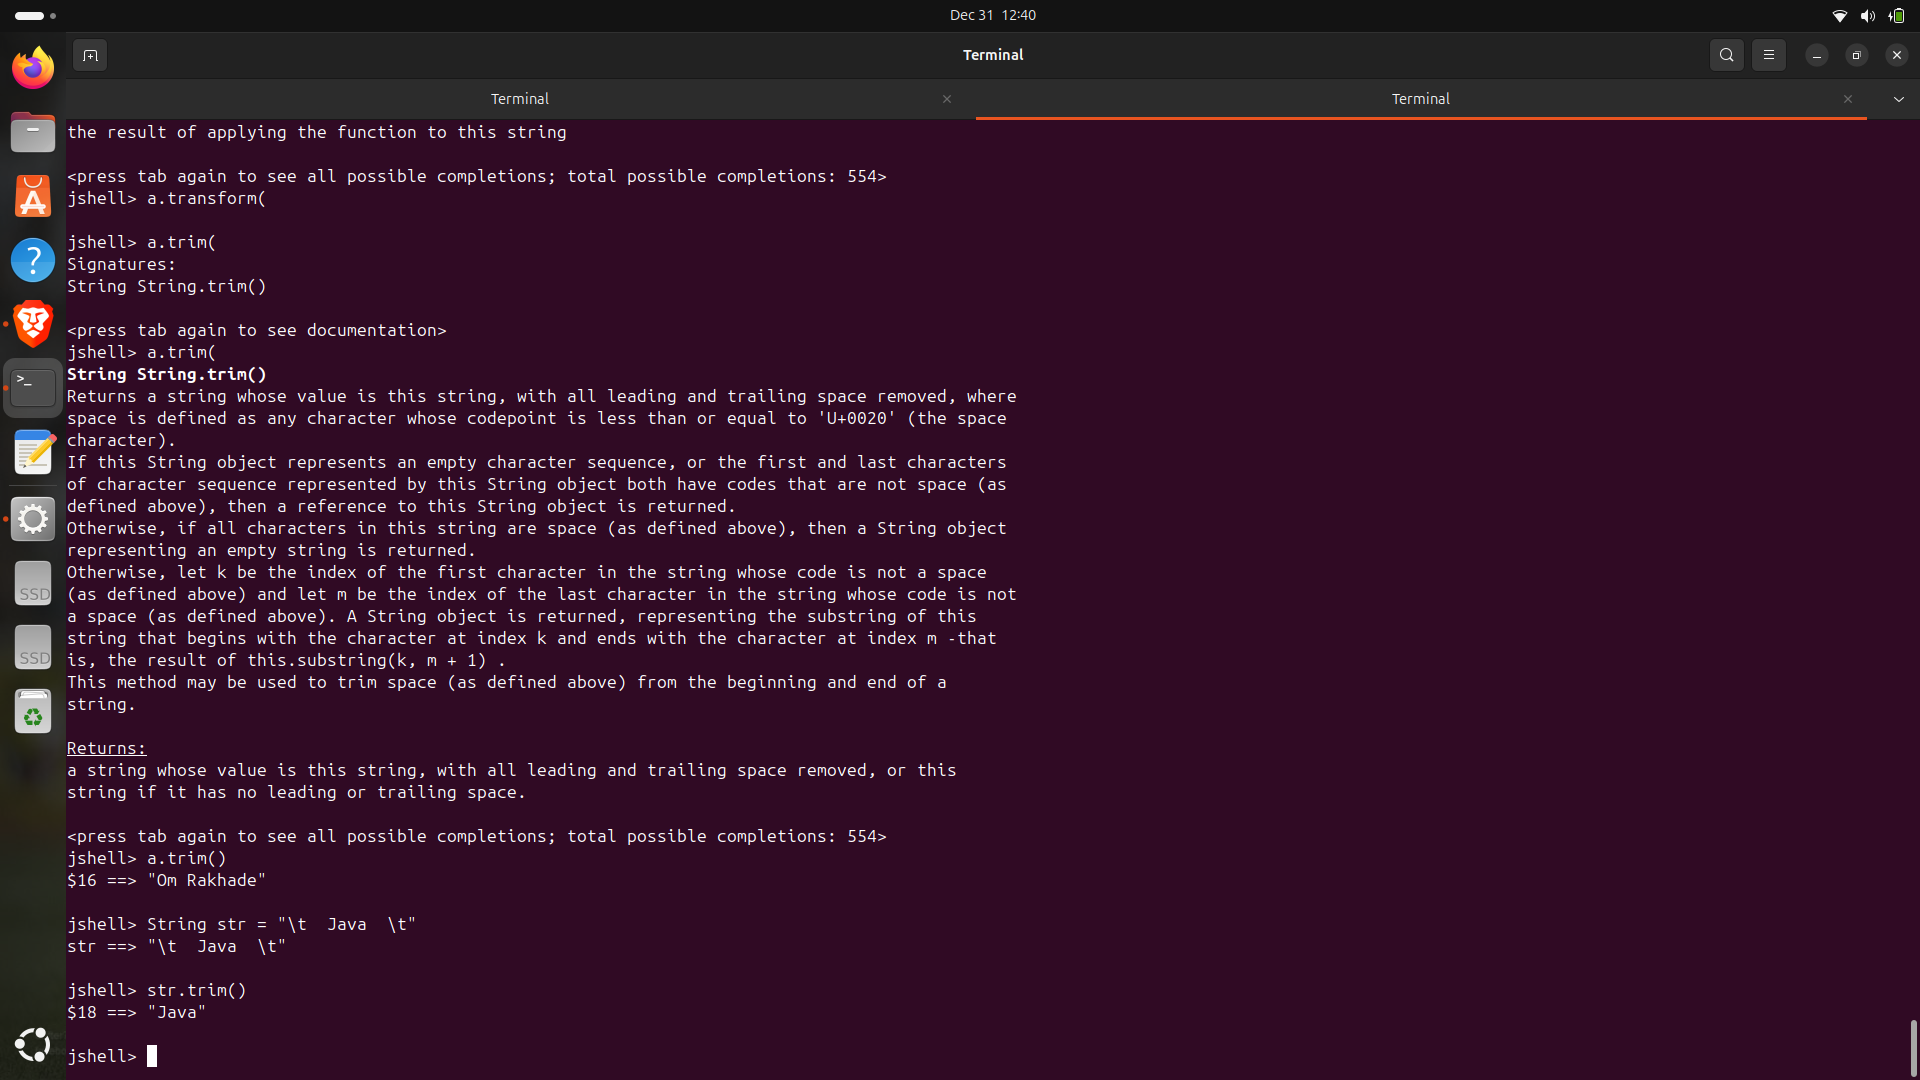 Dec 31 12:40
Terminal
Terminal
Terminal
the result of applying the function to this string
<press tab again to see all possible completions; total possible completions: 554>
jshell> a.transform(
jshell> a.trim(
Signatures:
String String.trim()
<press tab again to see documentation>
jshell> a.trim(
String String.trim()
Returns a string whose value is this string, with all leading and trailing space removed, where
space is defined as any character whose codepoint is less than or equal to 'U+0020' (the space
character).
If this String object represents an empty character sequence, or the first and last characters
of character sequence represented by this String object both have codes that are not space (as
defined above), then a reference to this String object is returned.
Otherwise, if all characters in this string are space (as defined above), then a String object
representing an empty string is returned.
Otherwise, let k be the index of the first character in the string whose code is not a space
(as defined above) and let m be the index of the last character in the string whose code is not
a space (as defined above). A String object is returned, representing the substring of this
string that begins with the character at index k and ends with the character at index m -that
is, the result of this.substring(k, m + 1) .
This method may be used to trim space (as defined above) from the beginning and end of a
string.
Returns:
a string whose value is this string, with all leading and trailing space removed, or this
string if it has no leading or trailing space.
<press tab again to see all possible completions; total possible completions: 554>
jshell> a.trim()
$16 ==> "Om Rakhade"
jshell> String str = "\t  Java  \t"
str ==> "\t  Java  \t"
jshell> str.trim()
$18 ==> "Java"
jshell>
SSD
SSD